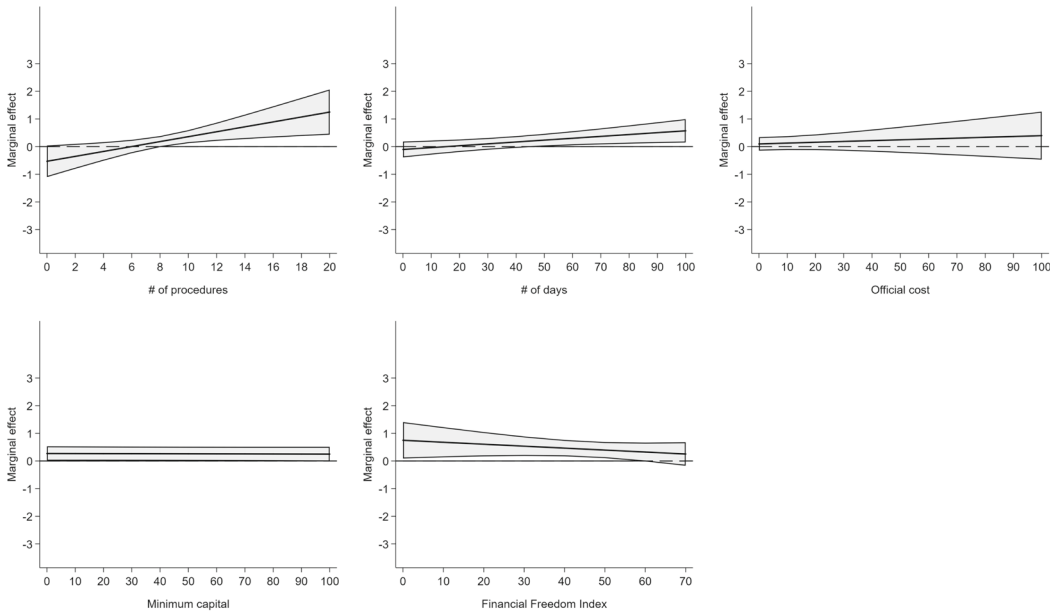 Marginal effect
3
2
1
0
-1
-2
-3
0 2 4 6 8 10 12 14 16 18 20
# of procedures
Marginal effect
3
2
1
0
-1
-2
-3
0 10 20 30 40 50 60 70 80 90 100
# of days
Marginal effect
3
2
1
0
-1
-2
-3
0 10 20 30 40 50 60 70 80 90 100
Official cost
Marginal effect
3
2
1
0
-1
-2
-3
0 10 20 30 40 50 60 70 80 90 100
Minimum capital
Marginal effect
3
2
1
0
-1
-2
-3
0 10 20 30 40 50 60 70
Financial Freedom Index